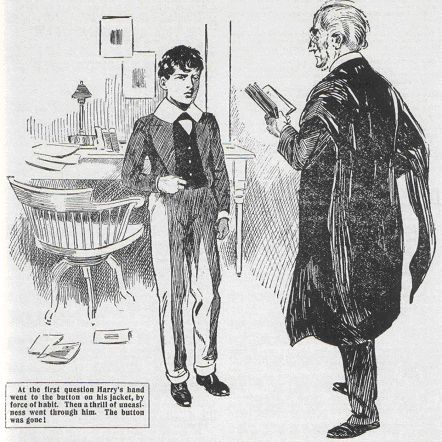 At the first question Harry's hand
went to the button on his jacket, by
force of habit. Then a thrill of uneasi-
ness went through him. The button
was gone!